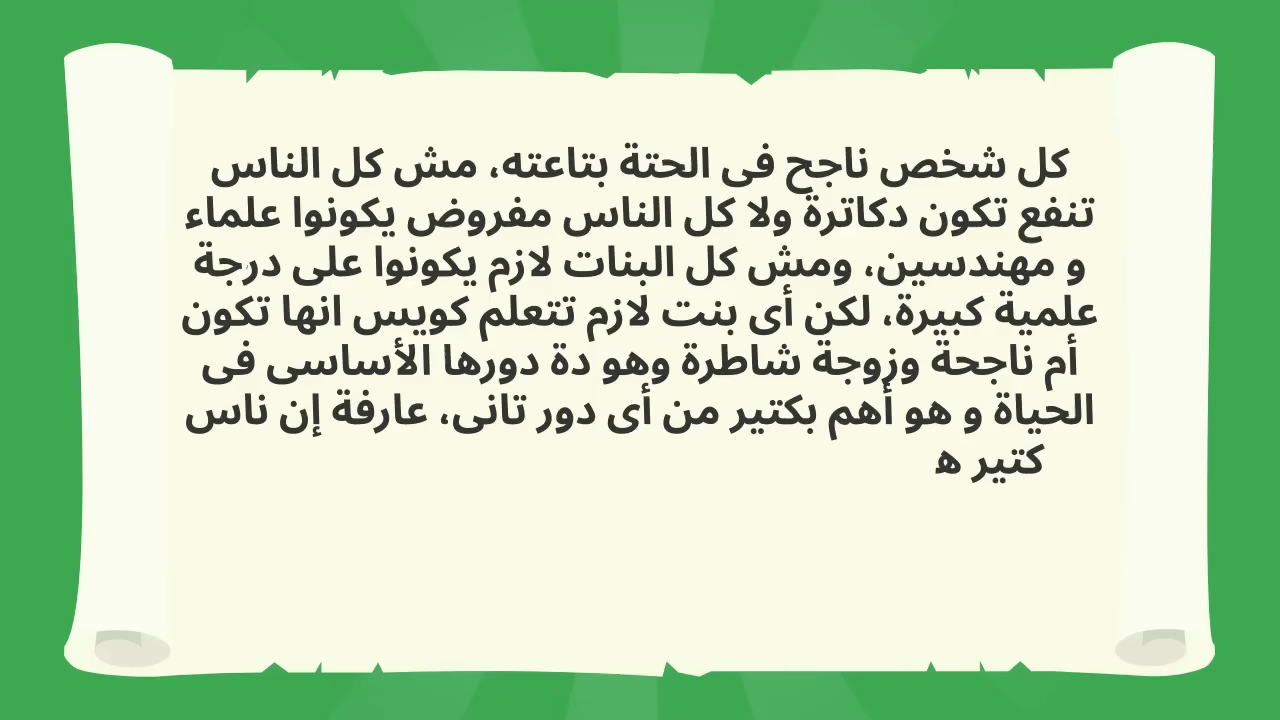 كل شخص ناجح فى الحتة بتاعته، مش كل الناس
تنفع تكون دكاترة ولا كل الناس مفروض يكونوا علماء
و مهندسين، ومش كل البنات لازم يكونوا على درجة
علمية كبيرة، لكن أى بنت لازم تتعلم كويس انها تكون
أم ناجحة وزوجة شاطرة وهو دة دورها الأساسى فى
الحياة و هو أهم بكتير من أى دور تانى، عارفة إن ناس
كتير ه